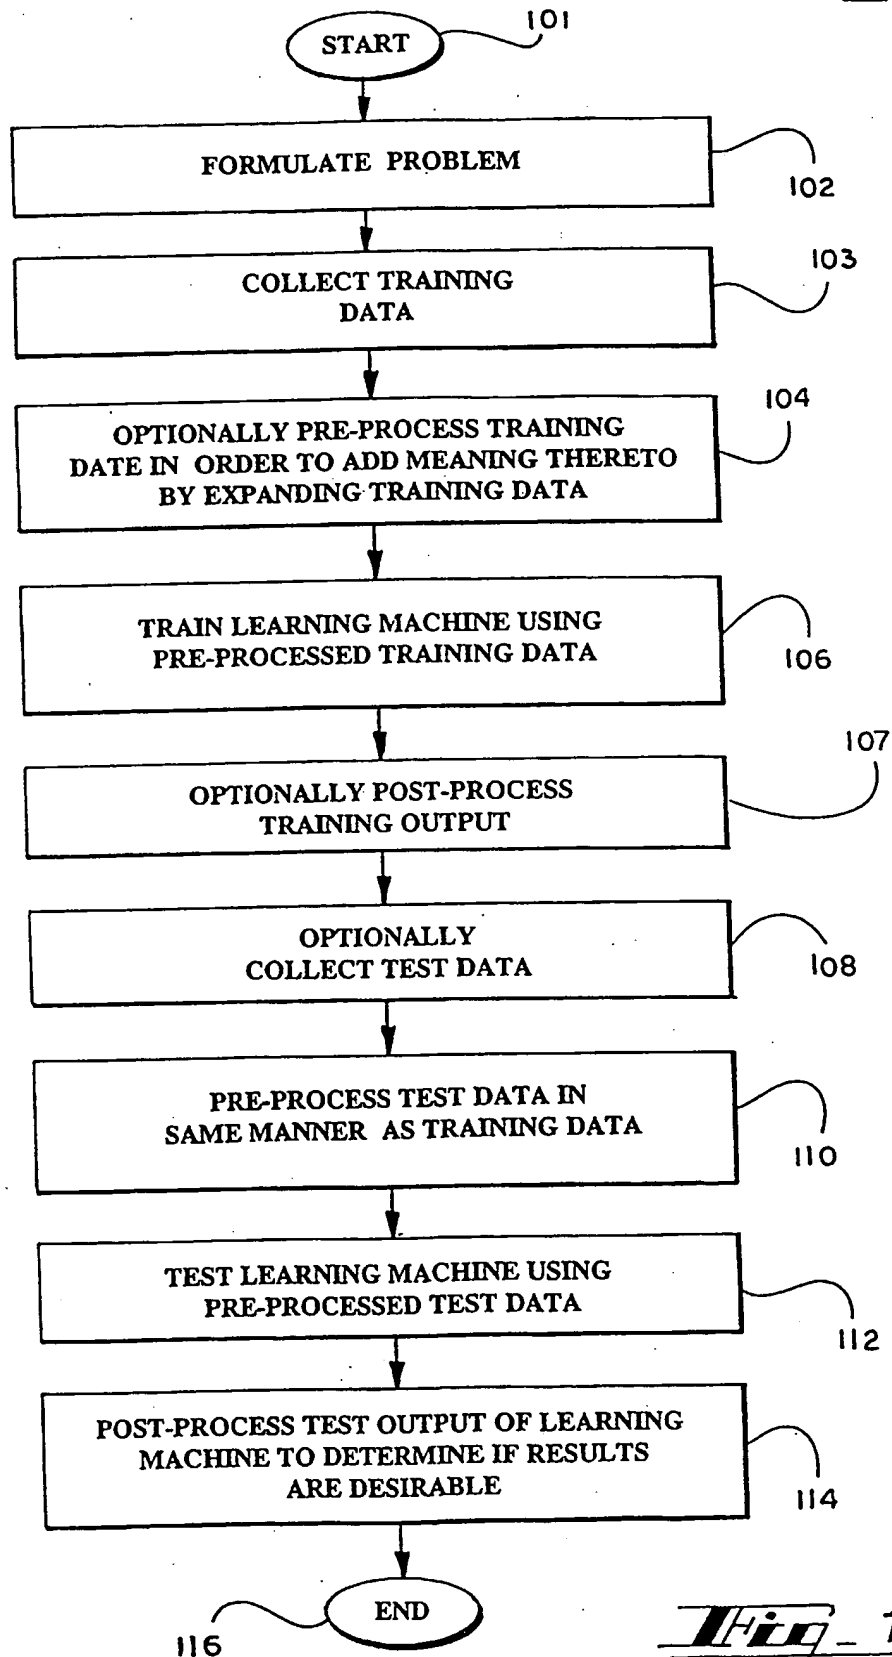 START
101
FORMULATE PROBLEM
102
COLLECT TRAINING
DATA
103
OPTIONALLY PRE-PROCESS TRAINING
DATE IN ORDER TO ADD MEANING THERETO
BY EXPANDING TRAINING DATA
104
TRAIN LEARNING MACHINE USING
PRE-PROCESSED TRAINING DATA
106
OPTIONALLY POST-PROCESS
TRAINING OUTPUT
107
OPTIONALLY
COLLECT TEST DATA
108
PRE-PROCESS TEST DATA IN
SAME MANNER AS TRAINING DATA
110
TEST LEARNING MACHINE USING
PRE-PROCESSED TEST DATA
112
POST-PROCESS TEST OUTPUT OF LEARNING
MACHINE TO DETERMINE IF RESULTS
ARE DESIRABLE
114
END
116
Fig_1